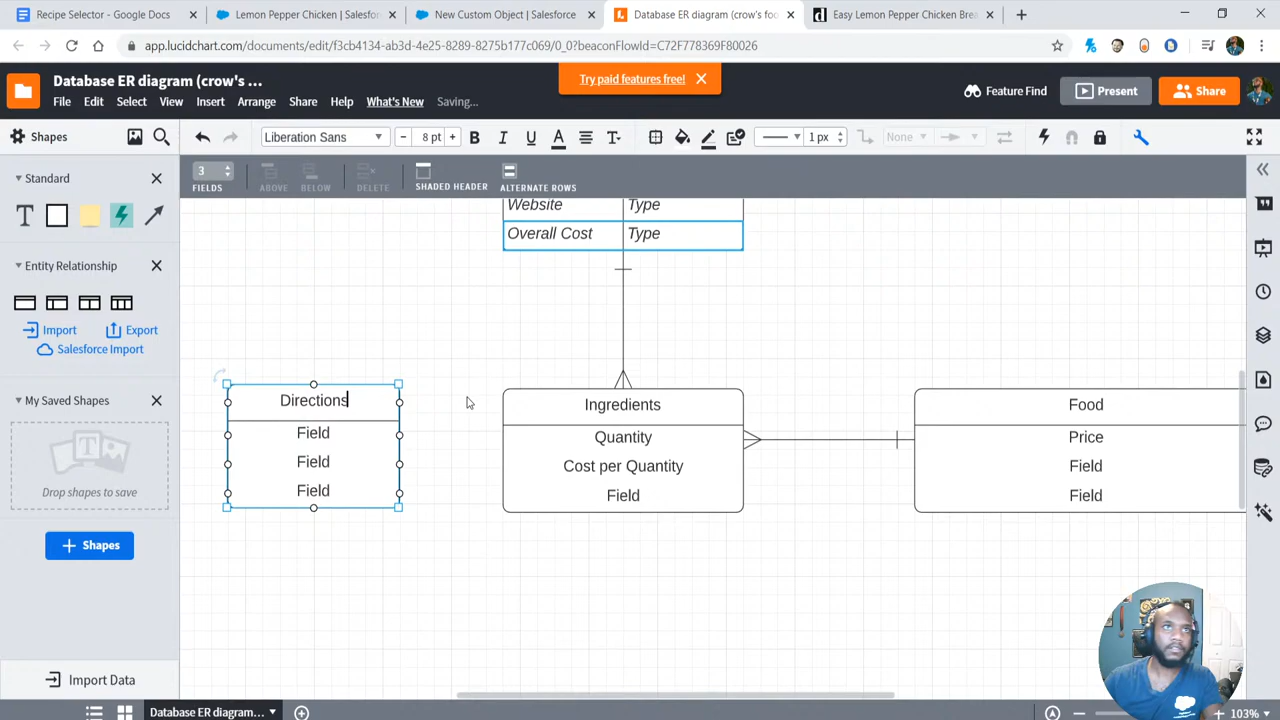 Recipe Selector - Google Docs
Lemon Pepper Chicken | Salesfor
New Custom Object | Salesforce
Database ER diagram (crow's foo
Easy Lemon Pepper Chicken Brea
app.lucidchart.com/documents/edit/f3cb4134-ab3d-4e25-8289-8275b1577c069/0_0?beaconFlowId=C72F778369F80026
Database ER diagram (crow's ...
Try paid features free!
Feature Find
Present
Share
File Edit Select View Insert Arrange Share Help What's New Saving...
Shapes
Liberation Sans
8 pt
1 px
None
Standard
3
FIELDS
ABOVE
BELOW
DELETE
SHADED HEADER
ALTERNATE ROWS
Website Type
Overall Cost Type
Entity Relationship
Import
Export
Salesforce Import
My Saved Shapes
Drop shapes to save
Shapes
Directions
Field
Field
Field
Ingredients
Quantity
Cost per Quantity
Field
Food
Price
Field
Field
Import Data
Database ER diagram...
103%